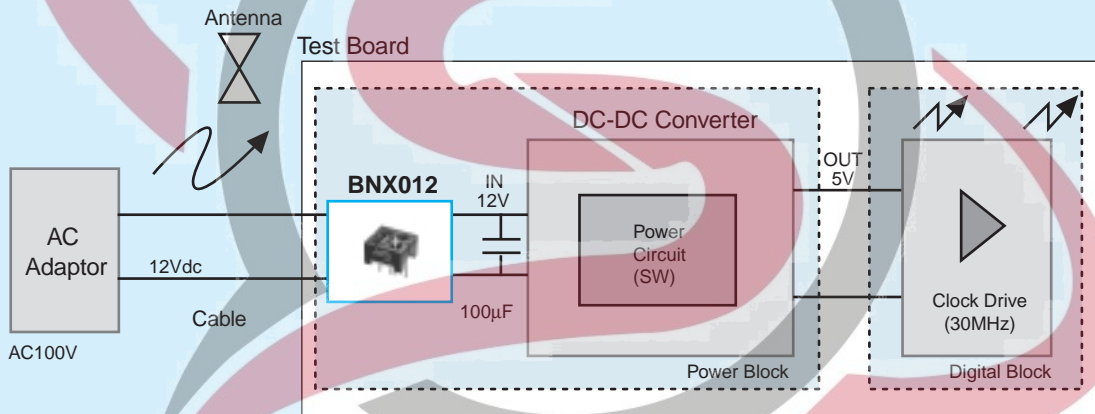 Antenna
Test Board
DC-DC Converter
BNX012
IN
12V
OUT
5V
AC
Adaptor
12Vdc
Power
Circuit
(SW)
Cable
100μF
Clock Drive
(30MHz)
AC100V
Power Block
Digital Block